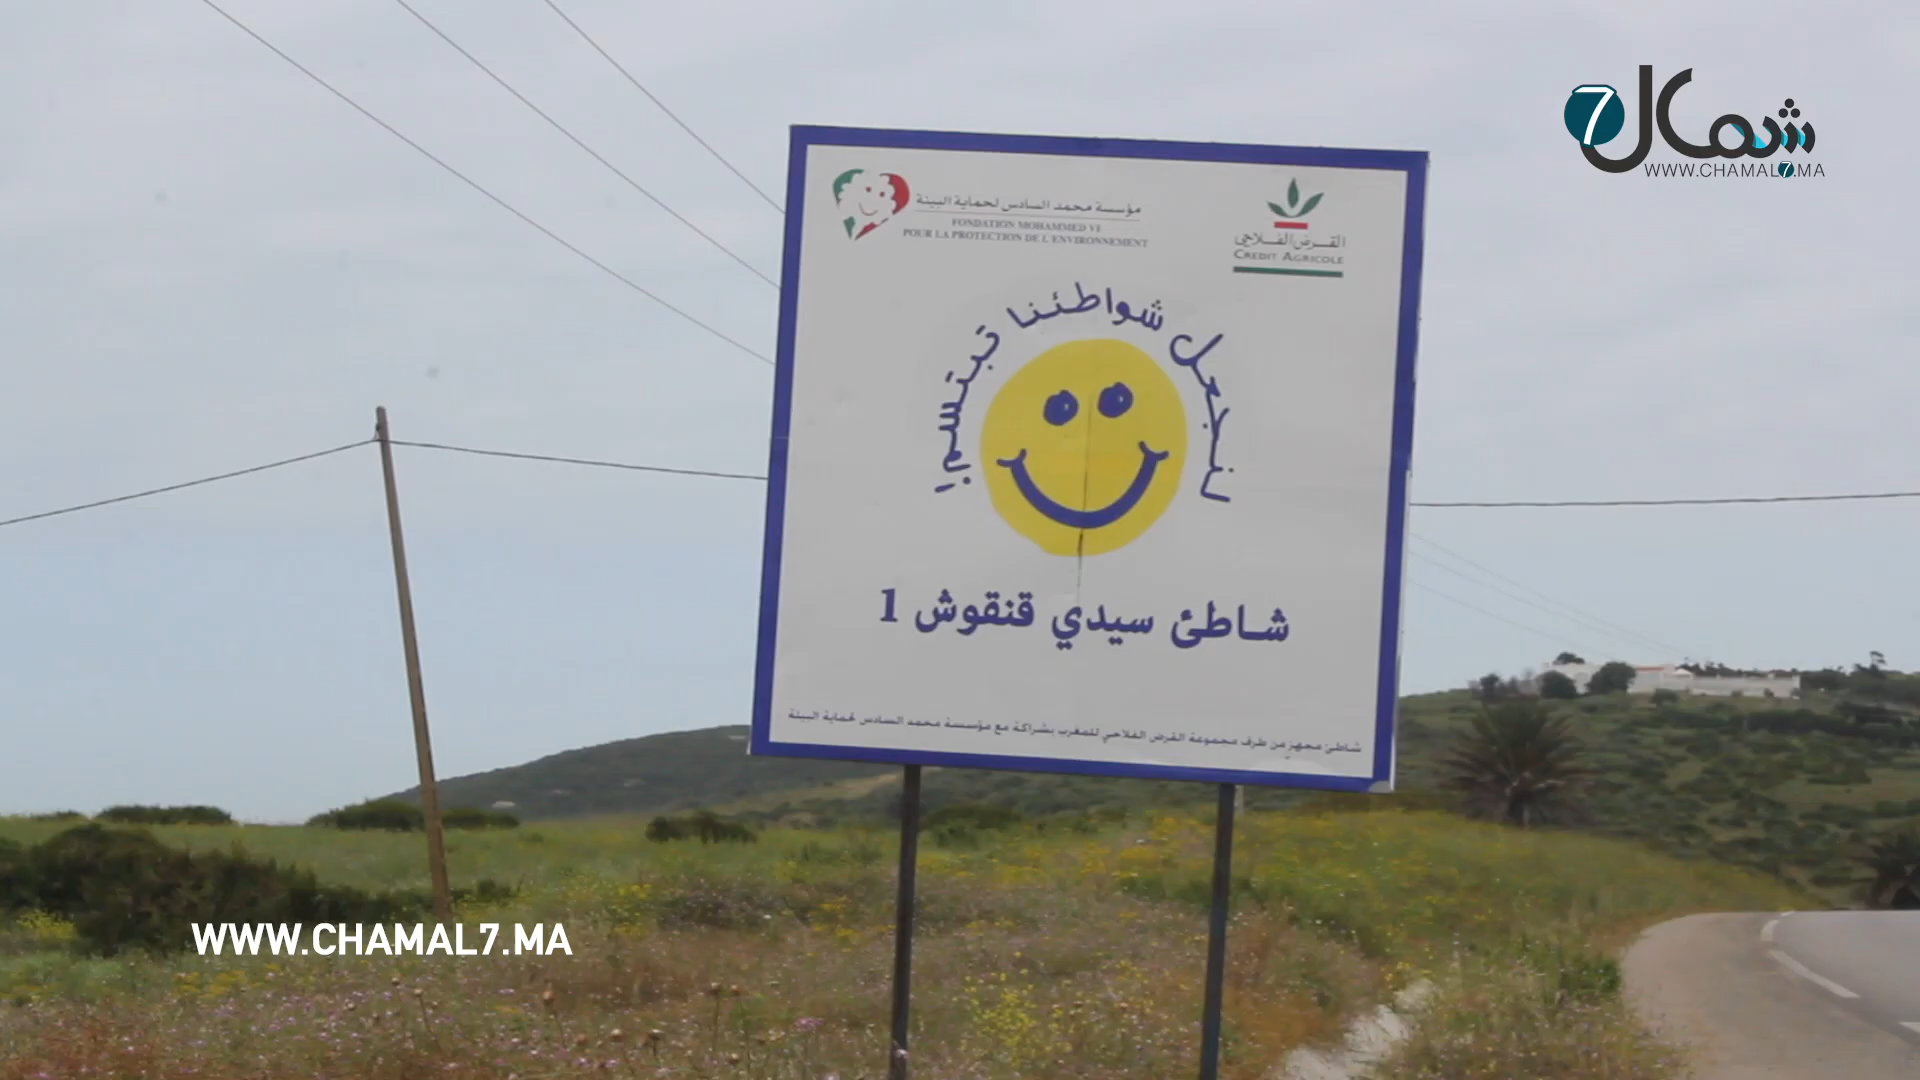 شمال 7
WWW.CHAMAL7.MA
مؤسسة محمد السادس لحماية البيئة
FONDATION MOHAMMED VI
POUR LA PROTECTION DE L'ENVIRONNEMENT
القرض الفلاحي
CREDIT AGRICOLE
لنجعل شواطئنا تبتسم!
شاطئ سيدي قنقوش 1
شاطئ مجهز من طرف مجموعة القرض الفلاحي للمغرب بشراكة مع مؤسسة محمد السادس لحماية البيئة
WWW.CHAMAL7.MA